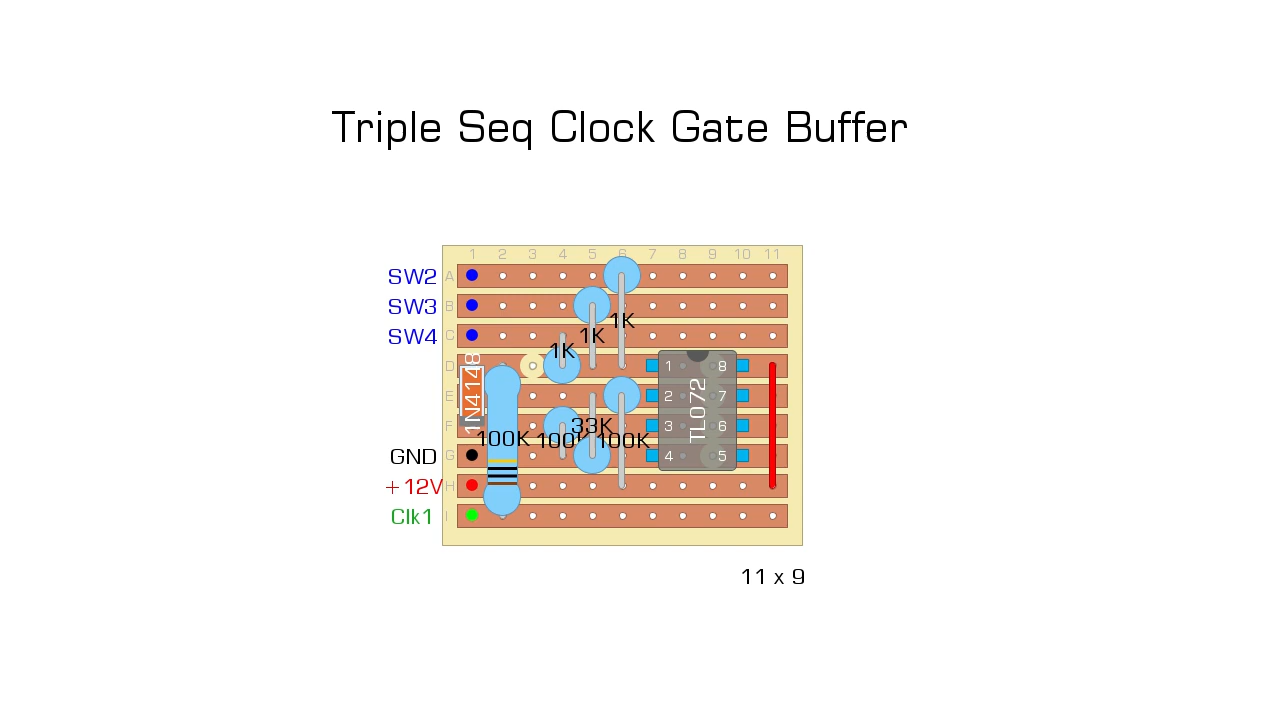 Triple Seq Clock Gate Buffer
1 2 3 4 5 6 7 8 9 10 11
SW2 A
SW3 B
SW4 C
D
E
F
GND G
+12V H
Clk1 I
1K
1K
1K
1N4148
100K
100K
33K
100K
TL072
1 8
2 7
3 6
4 5
11 x 9